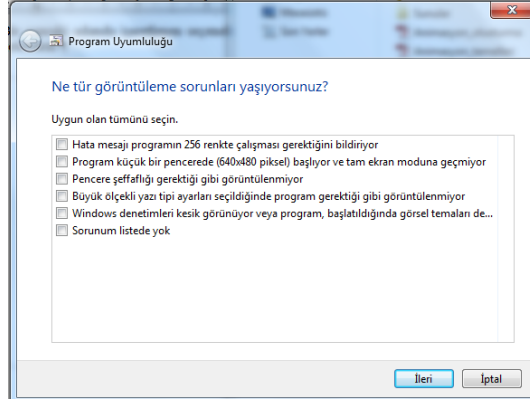 Program Uyumluluğu
Ne tür görüntüleme sorunları yaşıyorsunuz?
Uygun olan tümünü seçin.
Hata mesajı programın 256 renkte çalışması gerektiğini bildiriyor
Program küçük bir pencerede (640x480 piksel) başlıyor ve tam ekran moduna geçmiyor
Pencere şeffaflığı gerektiği gibi görüntülenmiyor
Büyük ölçekli yazı tipi ayarları seçildiğinde program gerektiği gibi görüntülenmiyor
Windows denetimleri kesik görünüyor veya program, başlatıldığında görsel temaları de...
Sorunum listede yok
İleri
İptal